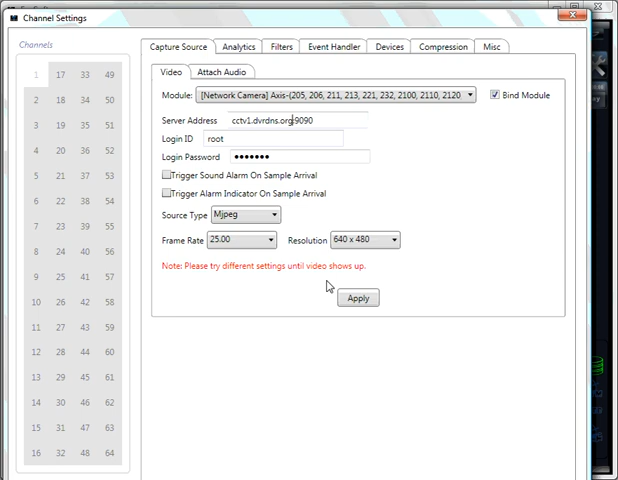 Channel Settings
Channels
1 17 33 49
2 18 34 50
3 19 35 51
4 20 36 52
5 21 37 53
6 22 38 54
7 23 39 55
8 24 40 56
9 25 41 57
10 26 42 58
11 27 43 59
12 28 44 60
13 29 45 61
14 30 46 62
15 31 47 63
16 32 48 64
Capture Source Analytics Filters Event Handler Devices Compression Misc
Video Attach Audio
Module: [Network Camera] Axis-(205, 206, 211, 213, 221, 232, 2100, 2110, 2120 Bind Module
Server Address cctv1.dvrdns.org:9090
Login ID root
Login Password •••••••
Trigger Sound Alarm On Sample Arrival
Trigger Alarm Indicator On Sample Arrival
Source Type Mjpeg
Frame Rate 25.00 Resolution 640 x 480
Note: Please try different settings until video shows up.
Apply